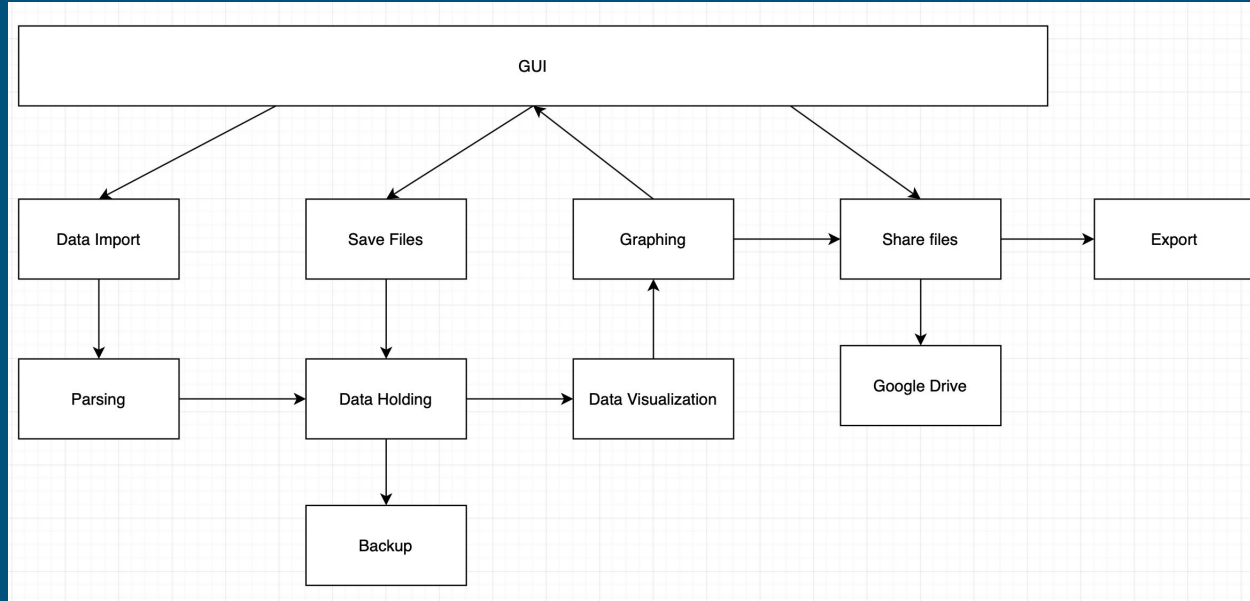 GUI
Data Import
Save Files
Graphing
Share files
Export
Parsing
Data Holding
Data Visualization
Google Drive
Backup